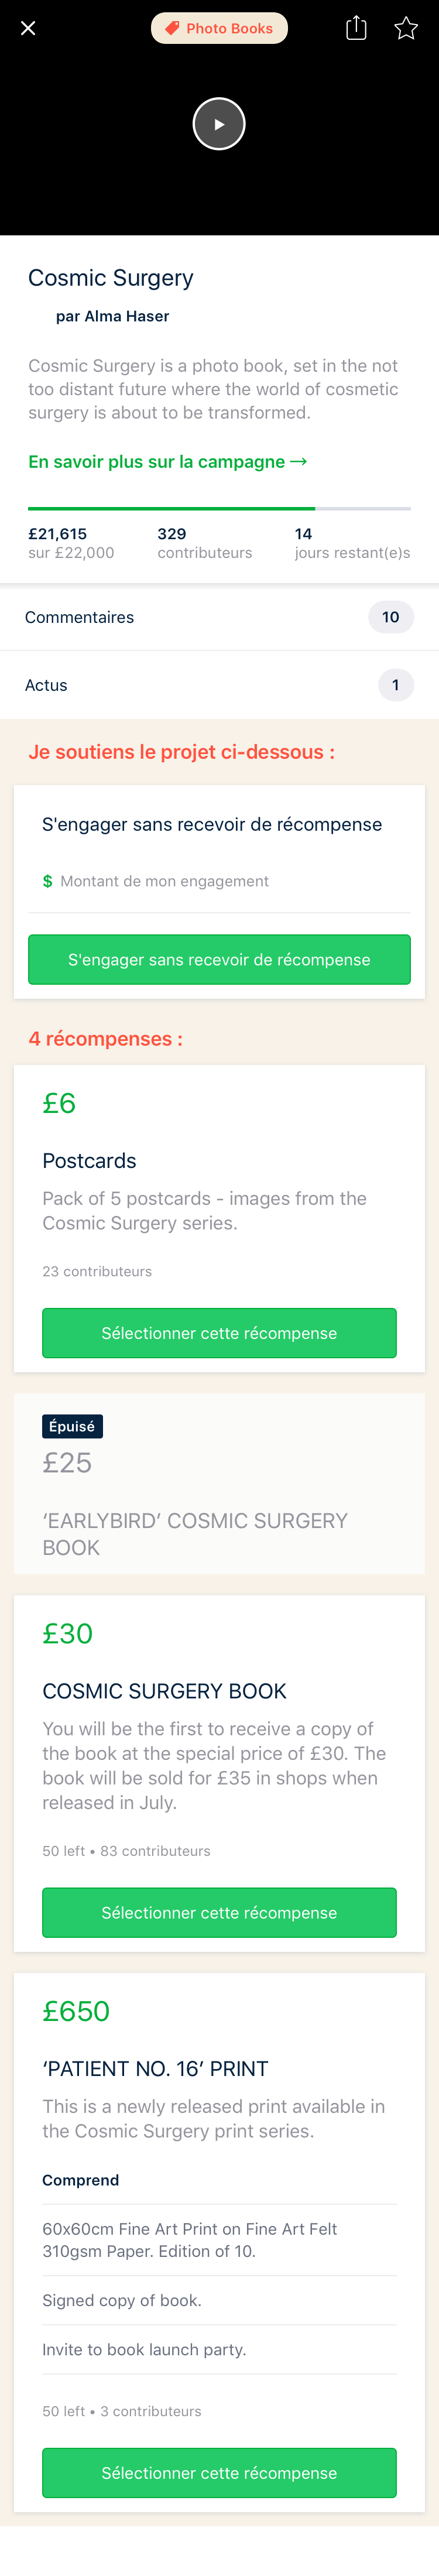 Photo Books
Cosmic Surgery
par Alma Haser
Cosmic Surgery is a photo book, set in the not
too distant future where the world of cosmetic
surgery is about to be transformed.
En savoir plus sur la campagne →
£21,615
sur £22,000
329
contributeurs
14
jours restant(e)s
Commentaires
10
Actus
1
Je soutiens le projet ci-dessous :
S'engager sans recevoir de récompense
$ Montant de mon engagement
S'engager sans recevoir de récompense
4 récompenses :
£6
Postcards
Pack of 5 postcards - images from the
Cosmic Surgery series.
23 contributeurs
Sélectionner cette récompense
Épuisé
£25
‘EARLYBIRD’ COSMIC SURGERY
BOOK
£30
COSMIC SURGERY BOOK
You will be the first to receive a copy of
the book at the special price of £30. The
book will be sold for £35 in shops when
released in July.
50 left • 83 contributeurs
Sélectionner cette récompense
£650
‘PATIENT NO. 16’ PRINT
This is a newly released print available in
the Cosmic Surgery print series.
Comprend
60x60cm Fine Art Print on Fine Art Felt
310gsm Paper. Edition of 10.
Signed copy of book.
Invite to book launch party.
50 left • 3 contributeurs
Sélectionner cette récompense